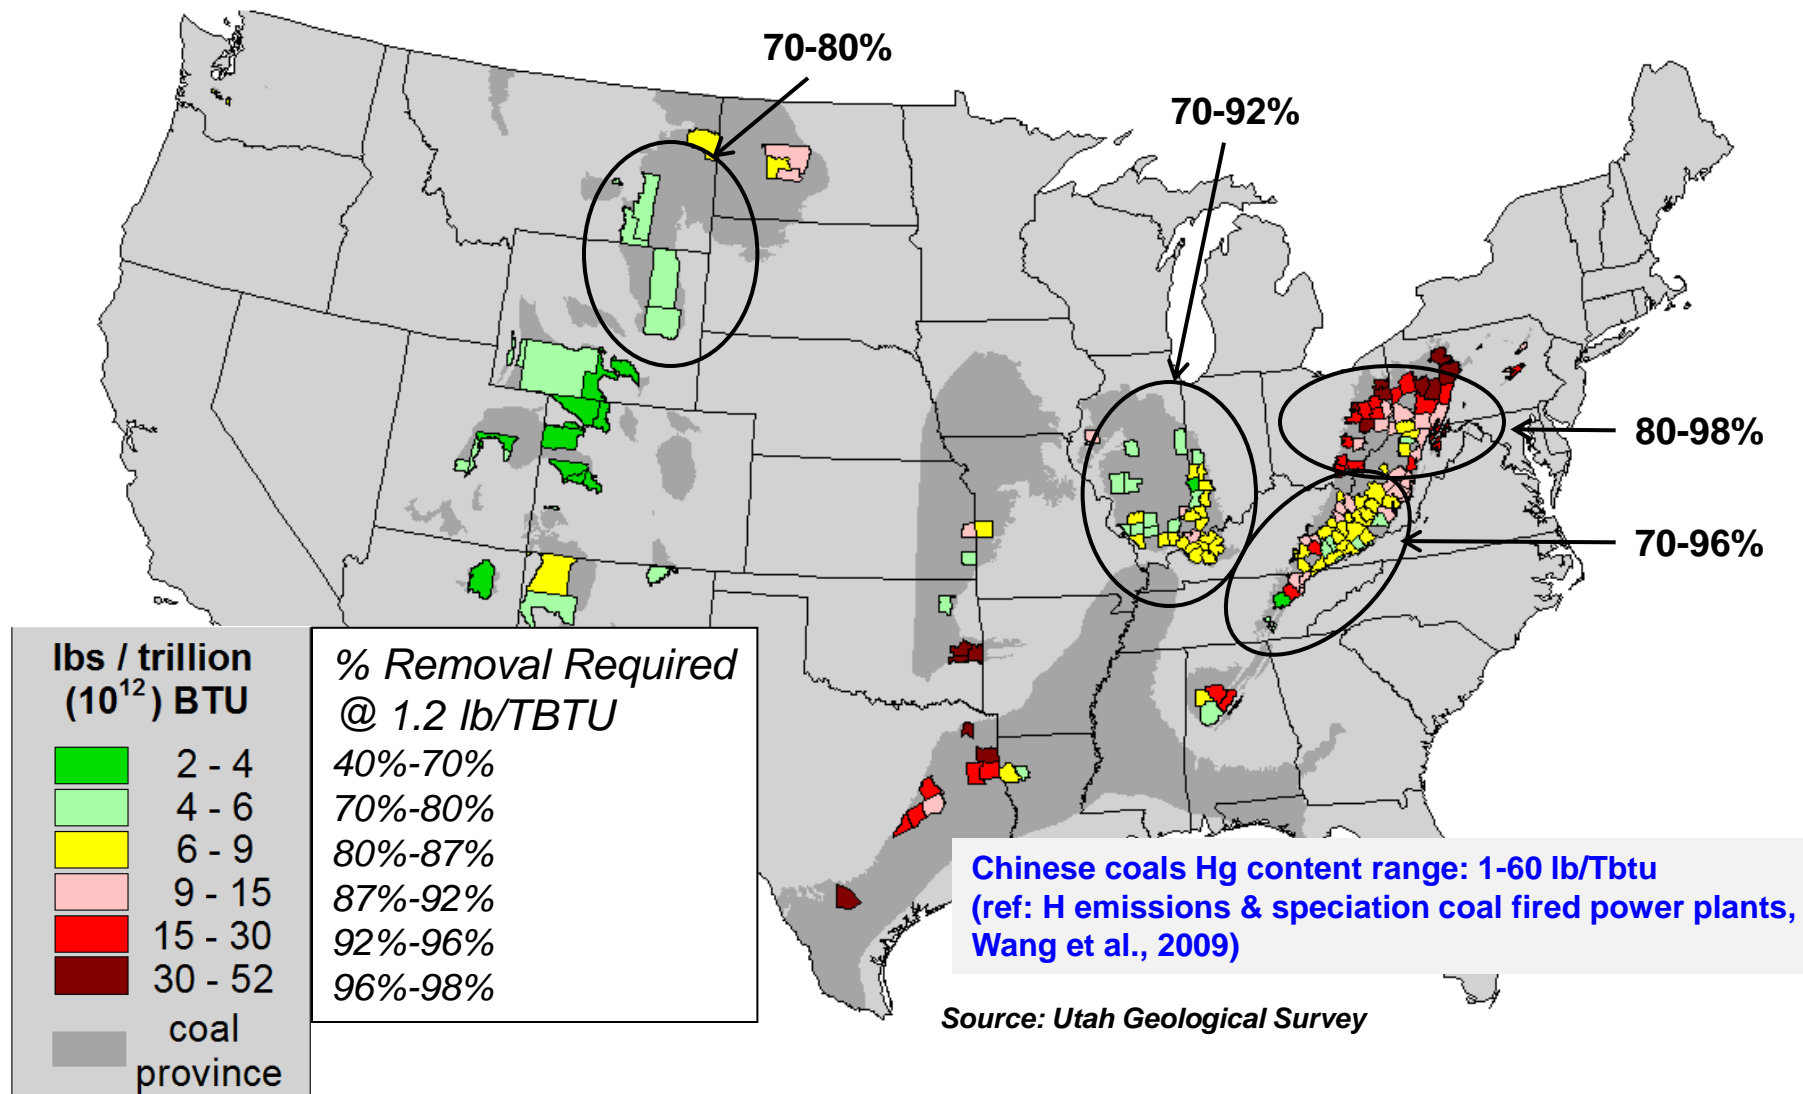 70-80%
70-92%
80-98%
70-96%
lbs / trillion
(10¹²) BTU
2 - 4
4 - 6
6 - 9
9 - 15
15 - 30
30 - 52
coal
province
% Removal Required
@ 1.2 lb/TBTU
40%-70%
70%-80%
80%-87%
87%-92%
92%-96%
96%-98%
Chinese coals Hg content range: 1-60 lb/Tbtu
(ref: H emissions & speciation coal fired power plants,
Wang et al., 2009)
Source: Utah Geological Survey